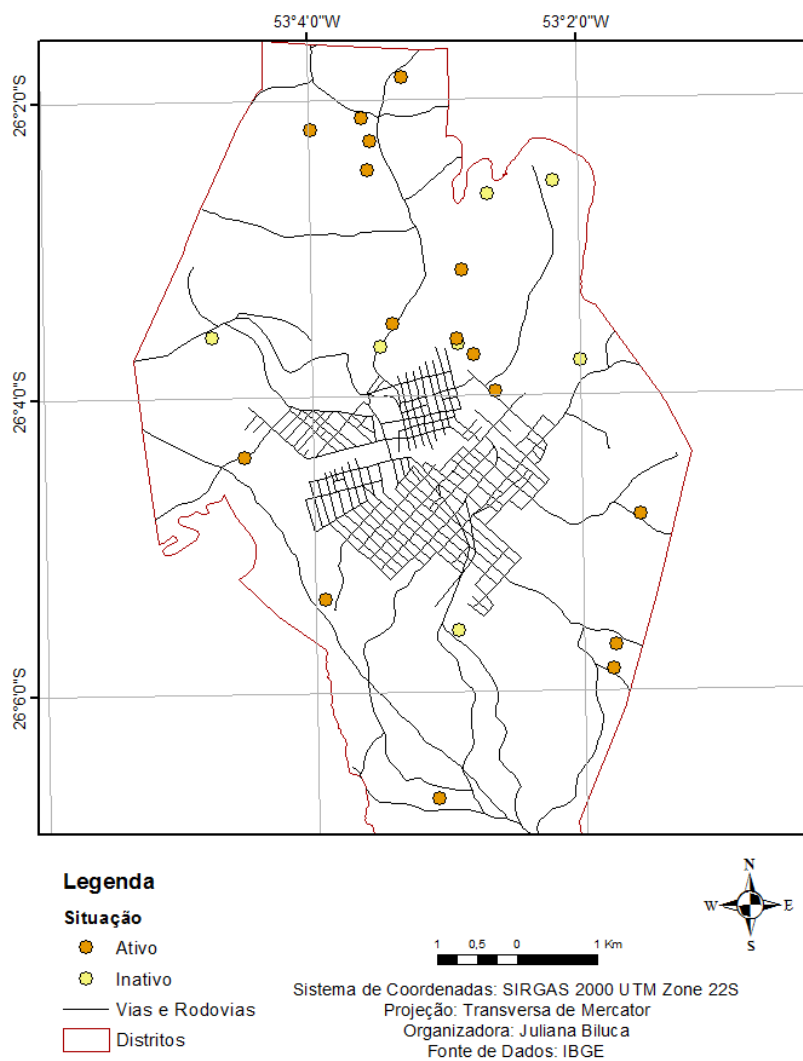 53°4'0"W 53°2'0"W
26°2'0"S
26°4'0"S
26°6'0"S
Legenda
Situação
Ativo
Inativo
Vias e Rodovias
Distritos
N
W E
S
1 0,5 0 1 Km
Sistema de Coordenadas: SIRGAS 2000 UTM Zone 22S
Projeção: Transversa de Mercator
Organizadora: Juliana Biluca
Fonte de Dados: IBGE